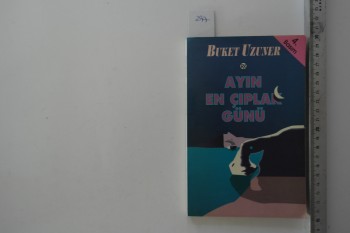 BUKET UZUNER
AYIN
EN ÇIPLAK
GÜNÜ